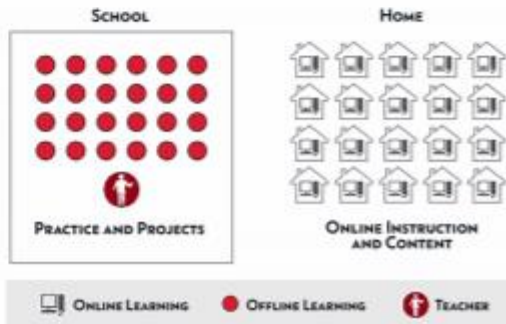 SCHOOL
HOME
PRACTICE AND PROJECTS
ONLINE INSTRUCTION
AND CONTENT
ONLINE LEARNING
OFFLINE LEARNING
TEACHER